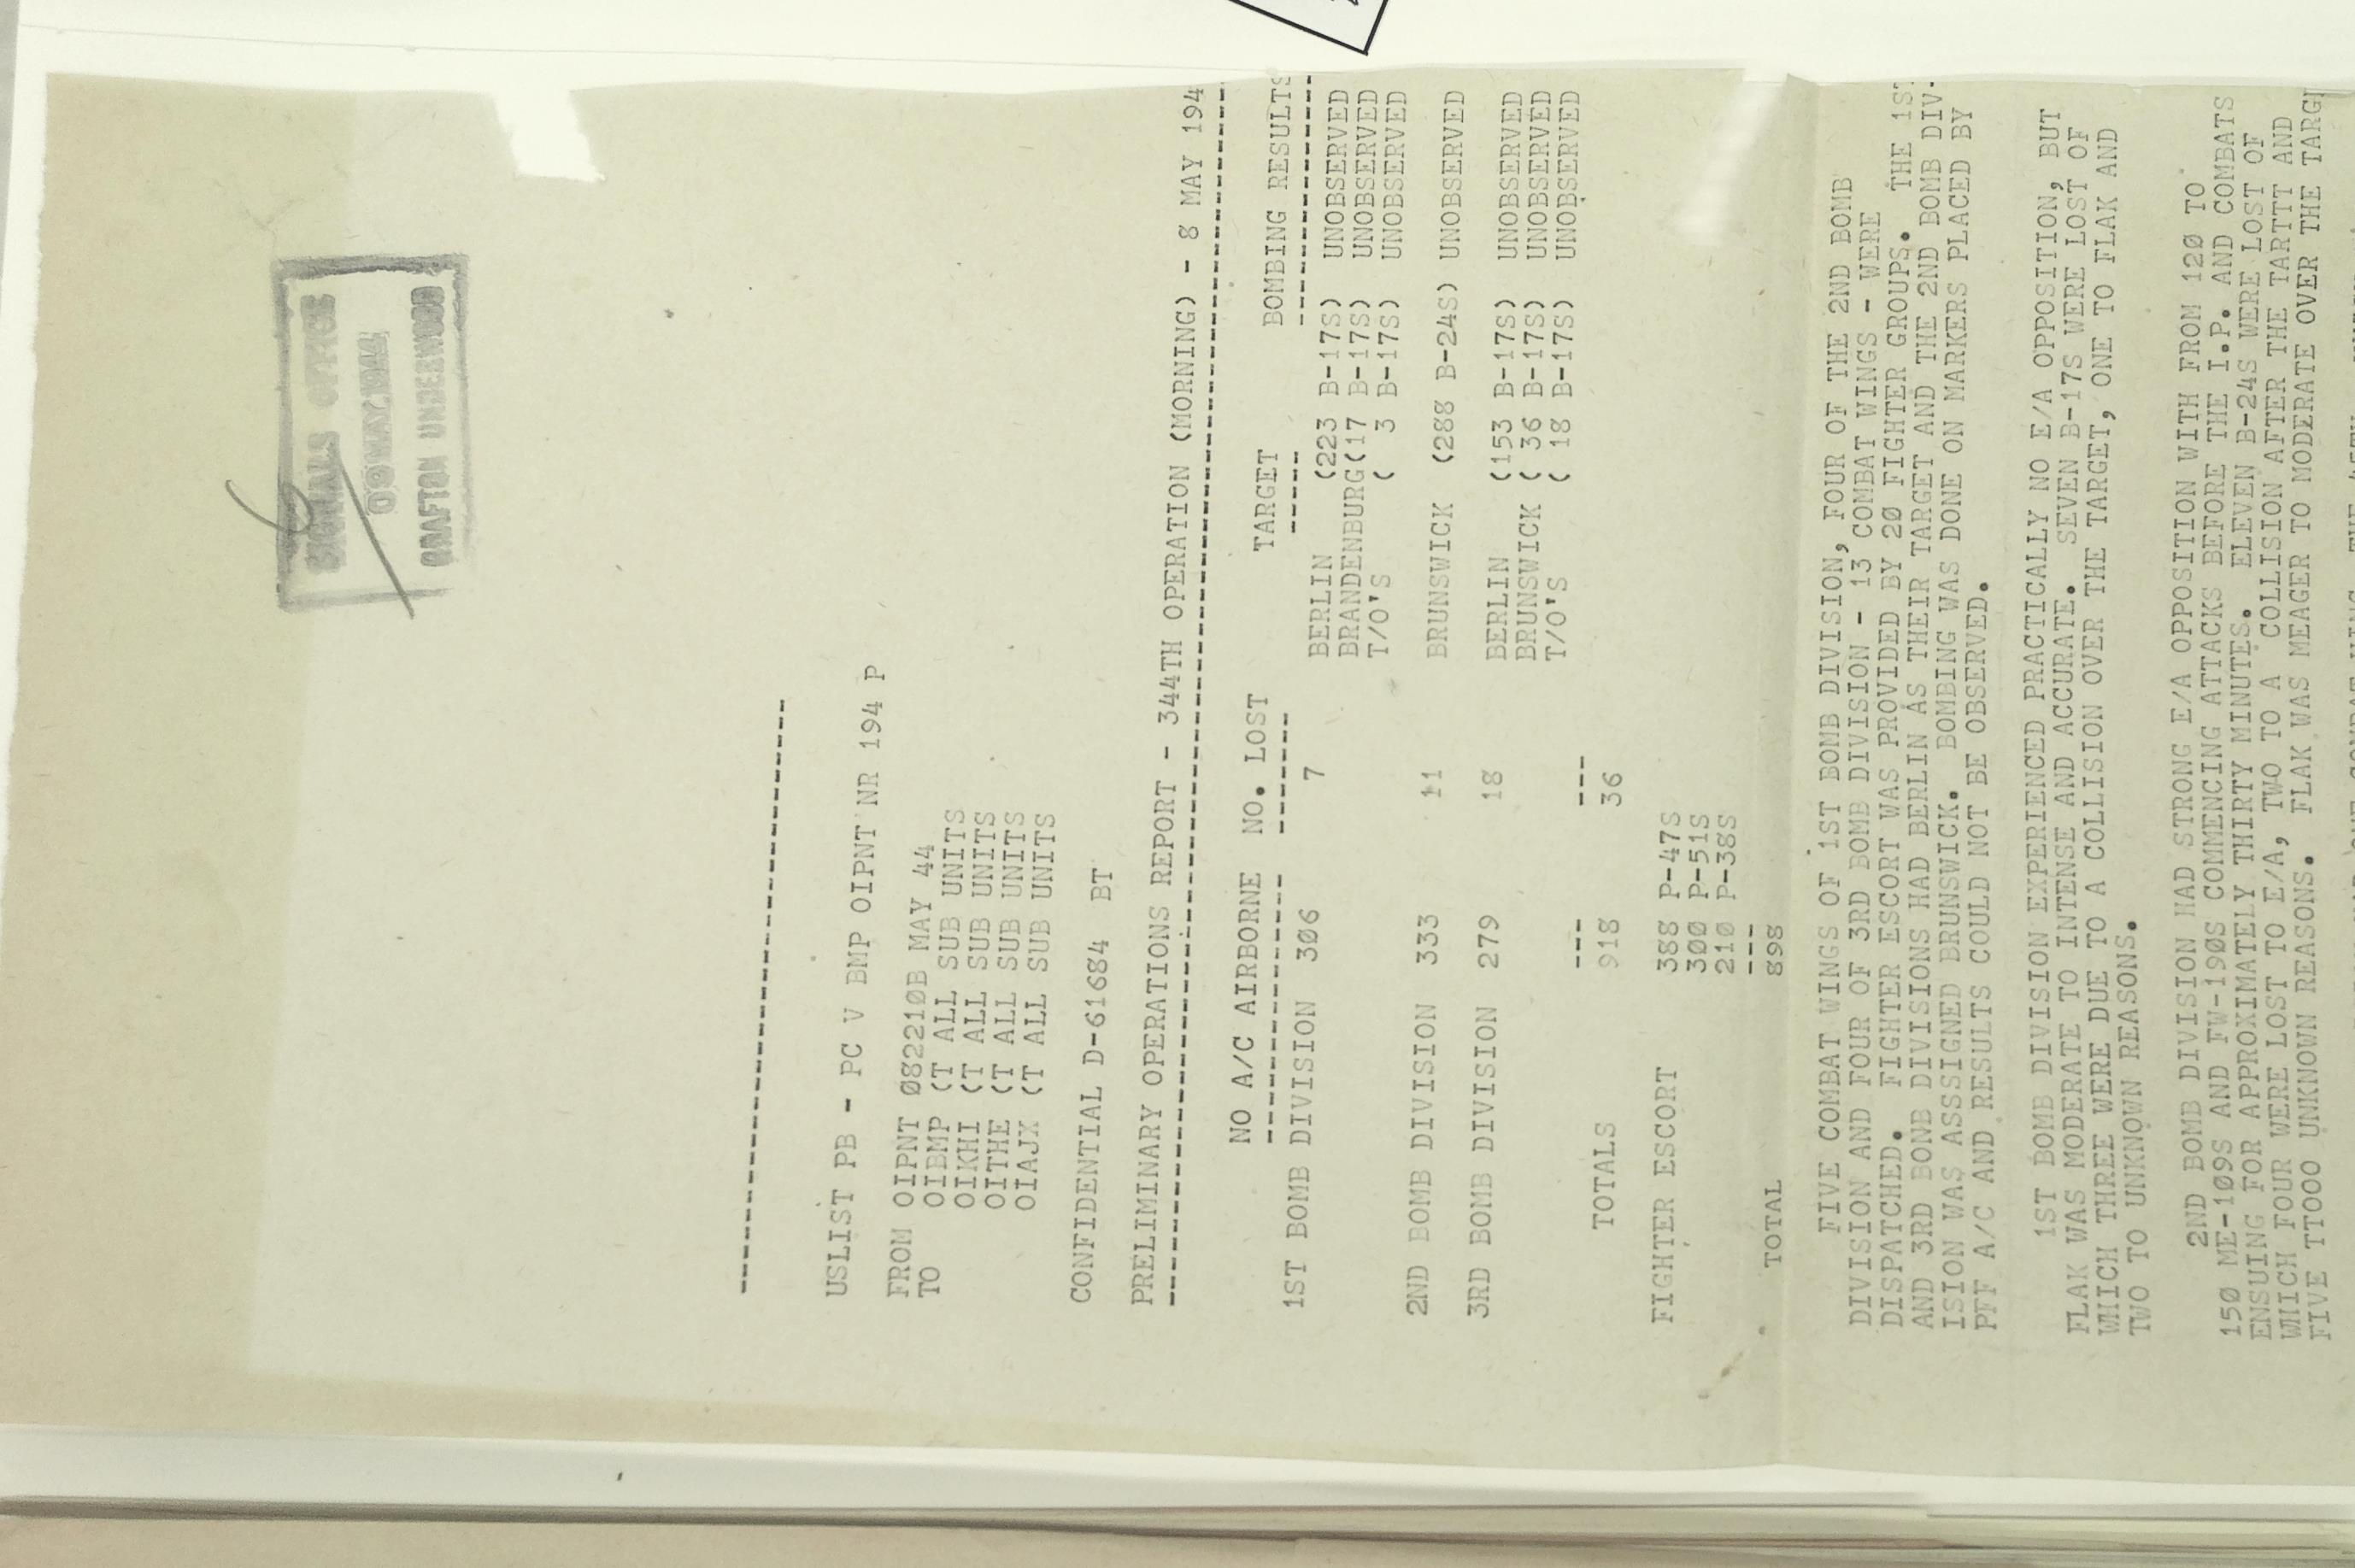 SIGNALS OFFICE
09 MAY 1944
GRAFTON UNDERWOOD
USLIST PB - PC V BMP OIPNT NR 194 P
FROM OIPNT Ø8221ØB MAY 44
TO OIBMP (T ALL SUB UNITS
OIKHI (T ALL SUB UNITS
OITHE (T ALL SUB UNITS
OIAJX (T ALL SUB UNITS
CONFIDENTIAL D-61684 BT
PRELIMINARY OPERATIONS REPORT - 344TH OPERATION (MORNING) - 8 MAY 194
NO A/C AIRBORNE NO. LOST TARGET BOMBING RESULTS
1ST BOMB DIVISION 3Ø6 7 BERLIN (223 B-17S) UNOBSERVED
BRANDENBURG(17 B-17S) UNOBSERVED
T/O'S ( 3 B-17S) UNOBSERVED
2ND BOMB DIVISION 333 11 BRUNSWICK (288 B-24S) UNOBSERVED
3RD BOMB DIVISION 279 18 BERLIN (153 B-17S) UNOBSERVED
BRUNSWICK ( 36 B-17S) UNOBSERVED
T/O'S ( 18 B-17S) UNOBSERVED
--- ---
TOTALS 918 36
FIGHTER ESCORT 388 P-47S
3ØØ P-51S
21Ø P-38S
---
TOTAL 898
FIVE COMBAT WINGS OF 1ST BOMB DIVISION, FOUR OF THE 2ND BOMB
DIVISION AND FOUR OF 3RD BOMB DIVISION - 13 COMBAT WINGS - WERE
DISPATCHED. FIGHTER ESCORT WAS PROVIDED BY 2Ø FIGHTER GROUPS. THE 1ST
AND 3RD BOND DIVISIONS HAD BERLIN AS THEIR TARGET AND THE 2ND BOMB DIV-
ISION WAS ASSSIGNED BRUNSWICK. BOMBING WAS DONE ON MARKERS PLACED BY
PFF A/C AND RESULTS COULD NOT BE OBSERVED.
1ST BOMB DIVISION EXPERIENCED PRACTICALLY NO E/A OPPOSITION, BUT
FLAK WAS MODERATE TO INTENSE AND ACCURATE. SEVEN B-17S WERE LOST OF
WHICH THREE WERE DUE TO A COLLISION OVER THE TARGET, ONE TO FLAK AND
TWO TO UNKNOWN REASONS.
2ND BOMB DIVISION HAD STRONG E/A OPPOSITION WITH FROM 12Ø TO
15Ø ME-1Ø9S AND FW-19ØS COMMENCING ATTACKS BEFORE THE I.P. AND COMBATS
ENSUING FOR APPROXIMATELY THIRTY MINUTES. ELEVEN B-24S WERE LOST OF
WHICH FOUR WERE LOST TO E/A, TWO TO A COLLISION AFTER THE TARTTT AND
FIVE TTOOO UNKNOWN REASONS. FLAK WAS MEAGER TO MODERATE OVER THE TARG